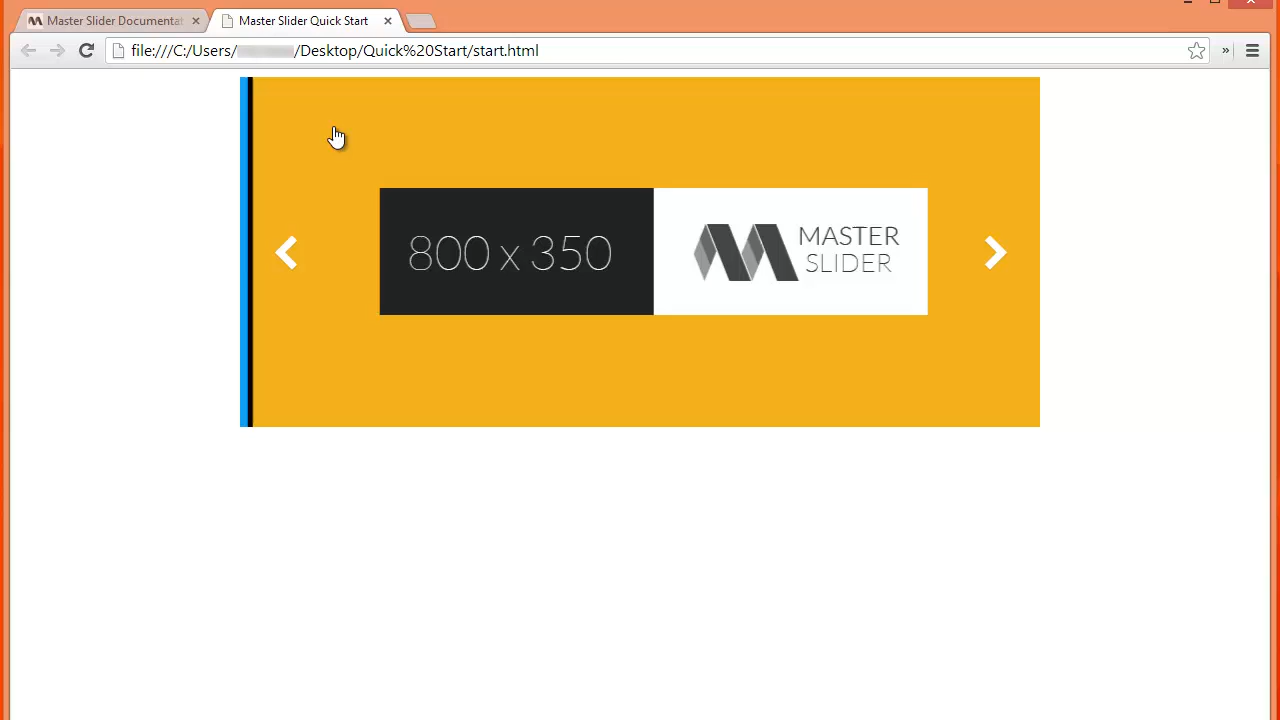 Master Slider Documentat
Master Slider Quick Start
file:///C:/Users/ /Desktop/Quick%20Start/start.html
800 x 350
MASTER
SLIDER